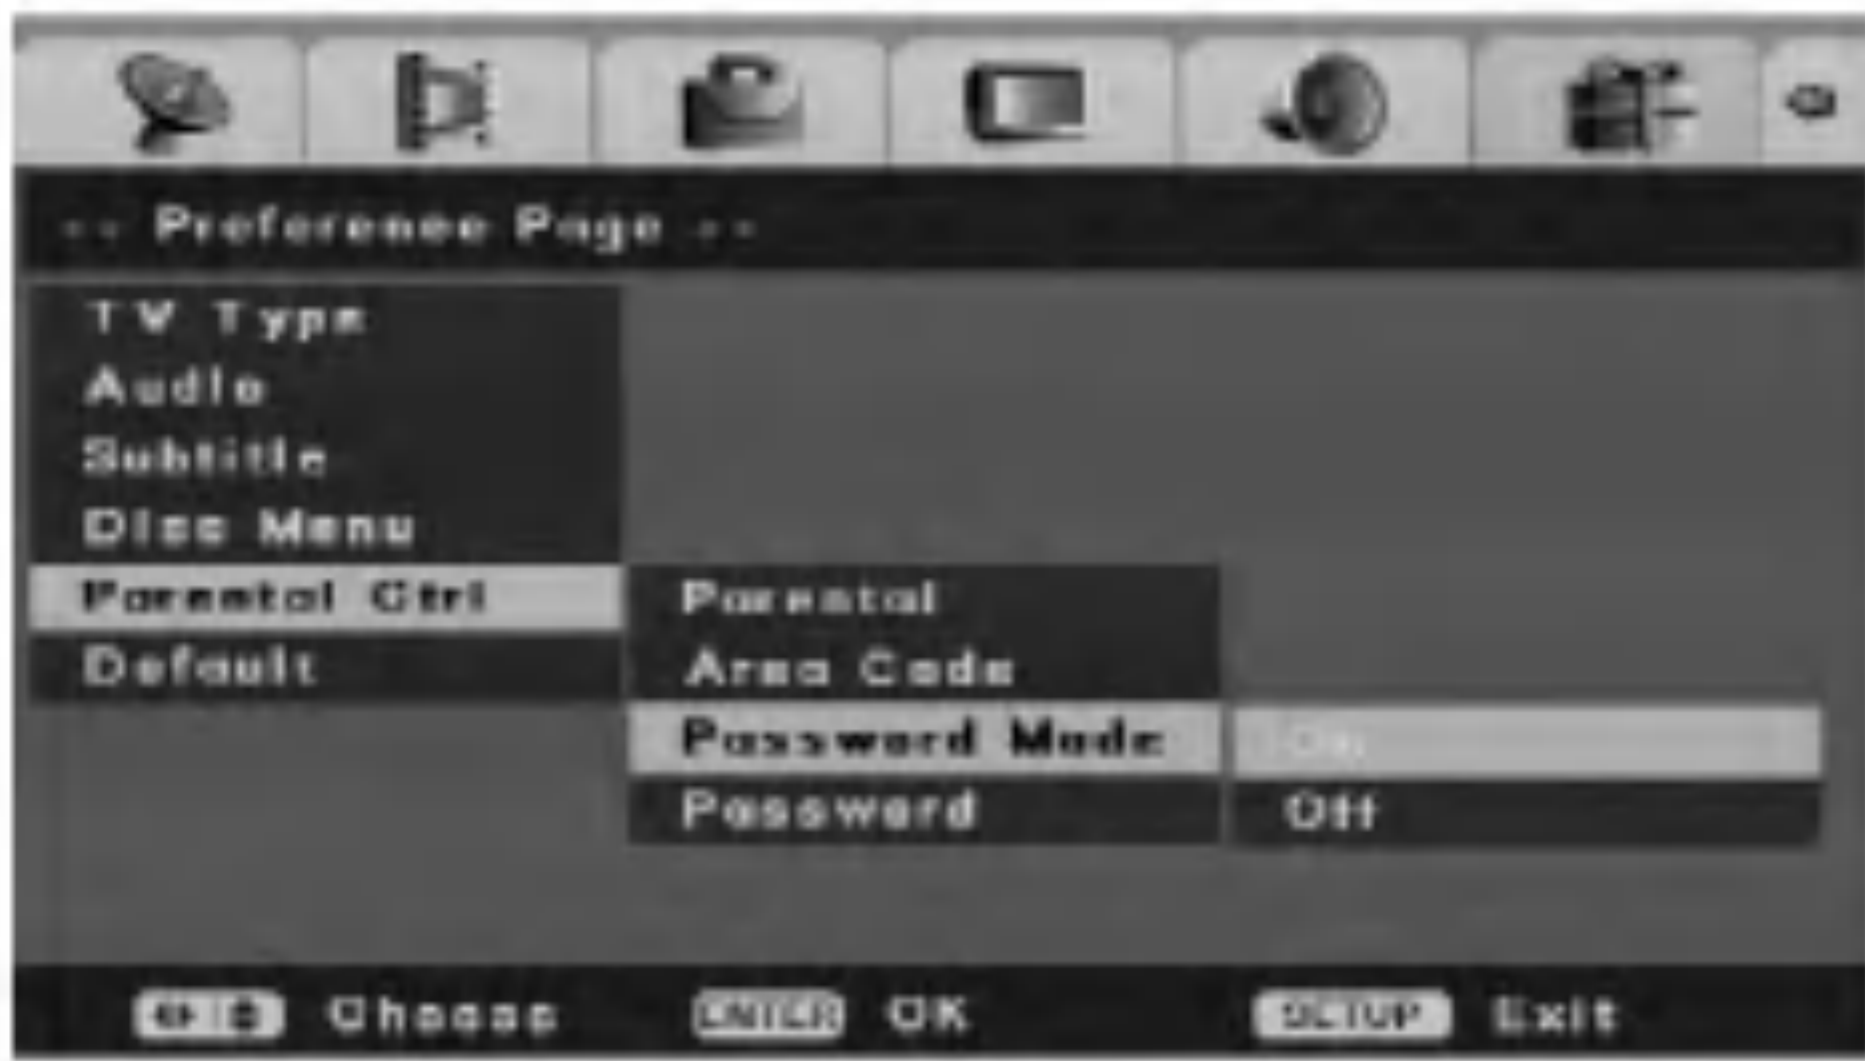 -- Preference Page --
TV Type
Audio
Subtitle
Disc Menu
Parental Ctrl
Parental
Default
Area Code
Password Mode
On
Password
Off
Choose
ENTER OK
SETUP Exit